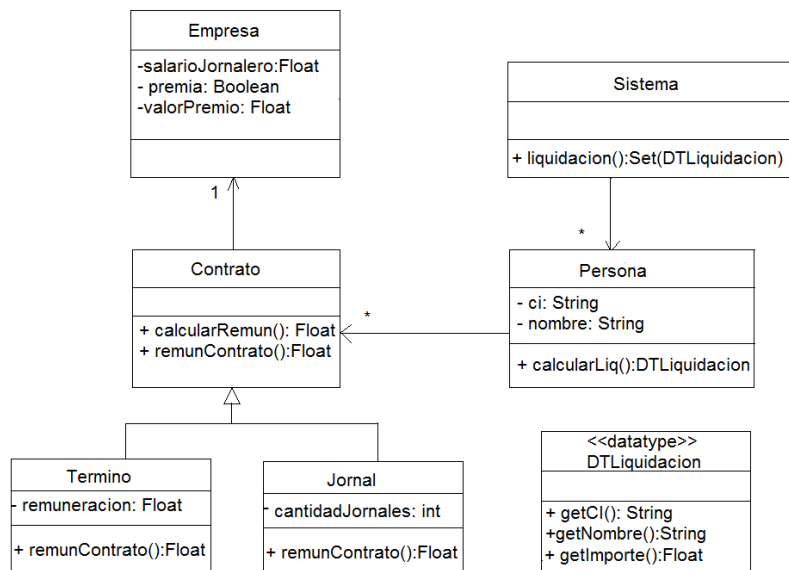 Empresa
-salarioJornalero:Float
- premia: Boolean
-valorPremio: Float
Sistema
+ liquidacion():Set(DTLiquidacion)
1
*
Contrato
+ calcularRemun(): Float
+ remunContrato():Float
*
Persona
- ci: String
- nombre: String
+ calcularLiq():DTLiquidacion
Termino
- remuneracion: Float
+ remunContrato():Float
Jornal
- cantidadJornales: int
+ remunContrato():Float
<<datatype>>
DTLiquidacion
+ getCI(): String
+getNombre():String
+ getImporte():Float